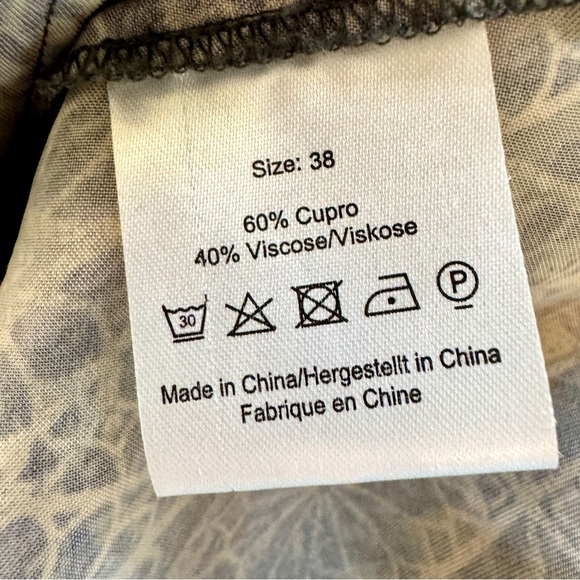 Size: 38
60% Cupro
40% Viscose/Viskose
30 P
Made in China/Hergestellt in China
Fabrique en Chine